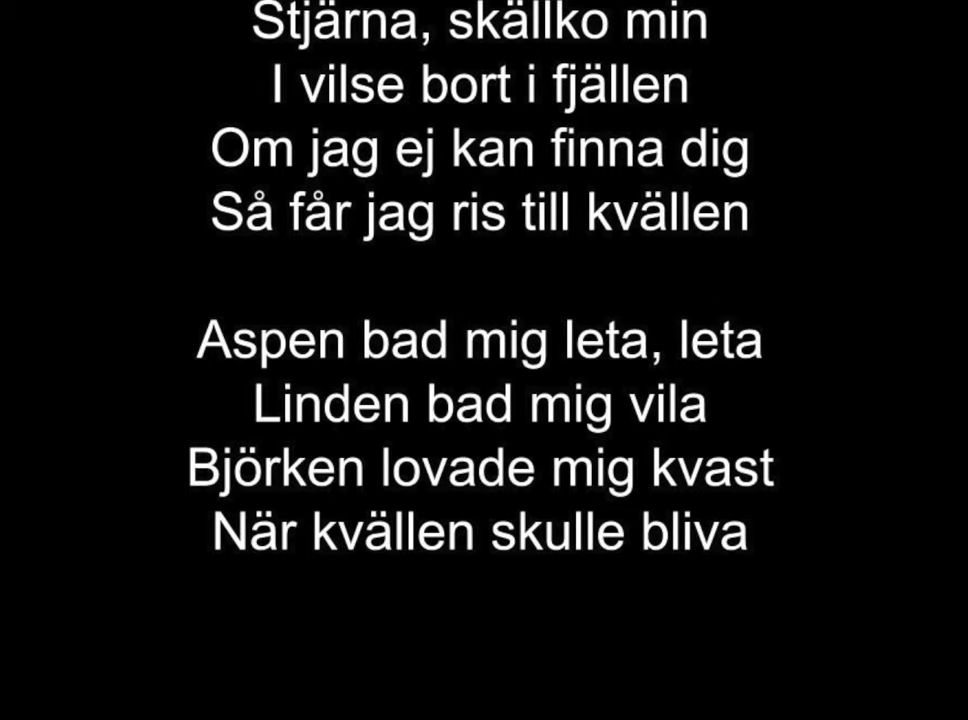 Stjärna, skällko min
I vilse bort i fjällen
Om jag ej kan finna dig
Så får jag ris till kvällen
Aspen bad mig leta, leta
Linden bad mig vila
Björken lovade mig kvast
När kvällen skulle bliva